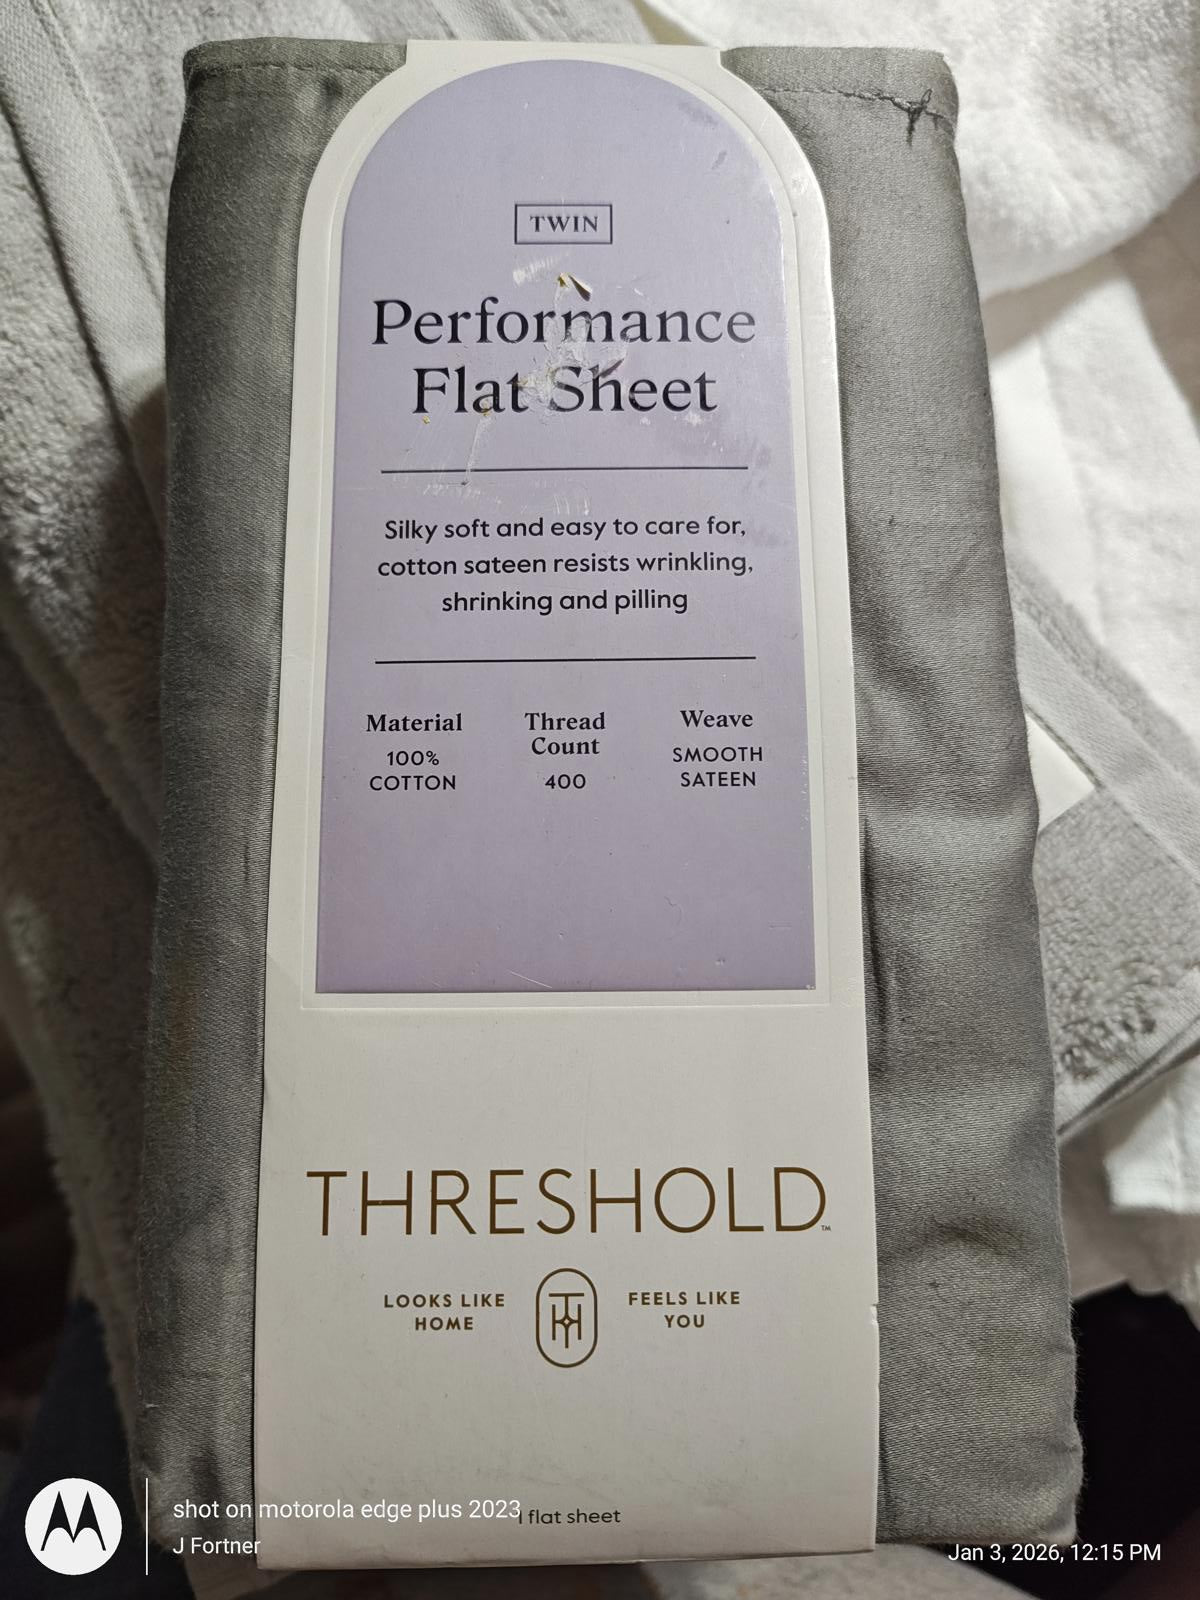 TWIN
Performance
Flat Sheet
Silky soft and easy to care for,
cotton sateen resists wrinkling,
shrinking and pilling
Material
100%
COTTON
Thread
Count
400
Weave
SMOOTH
SATEEN
THRESHOLD™
LOOKS LIKE
HOME
FEELS LIKE
YOU
1 flat sheet
shot on motorola edge plus 2023
J Fortner
Jan 3, 2026, 12:15 PM